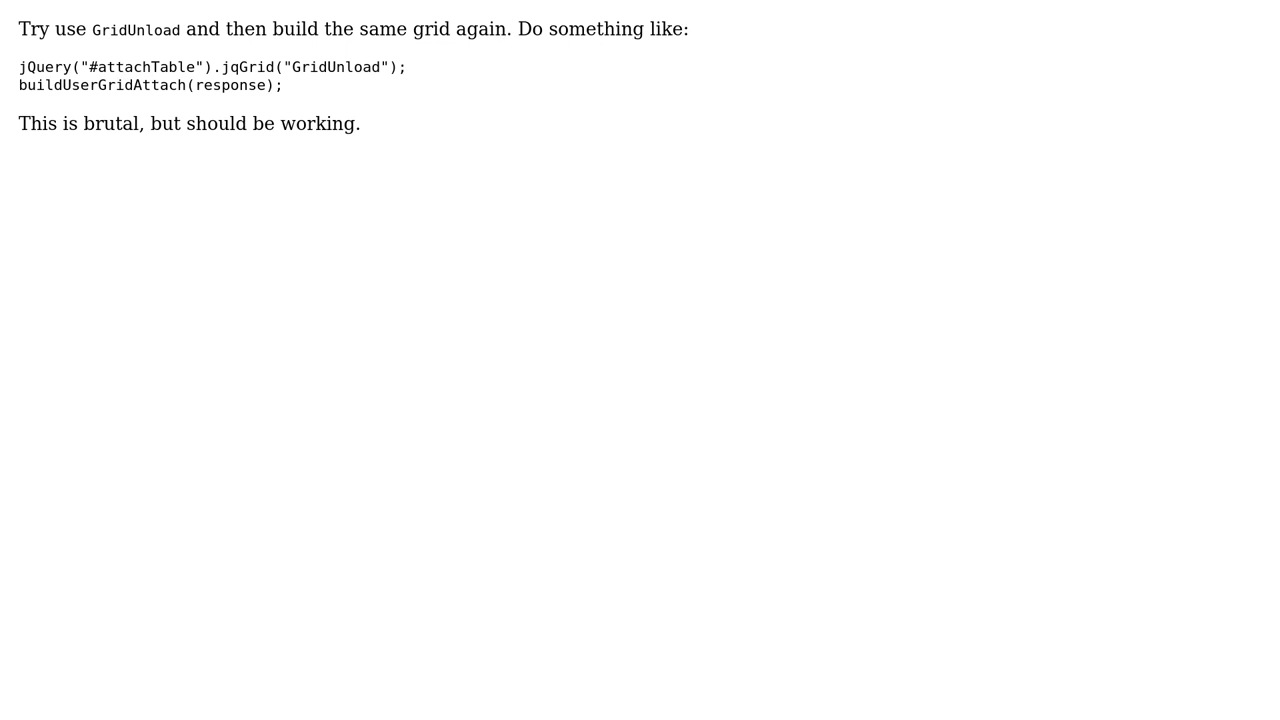 Try use GridUnload and then build the same grid again. Do something like:
jQuery("#attachTable").jqGrid("GridUnload");
buildUserGridAttach(response);
This is brutal, but should be working.